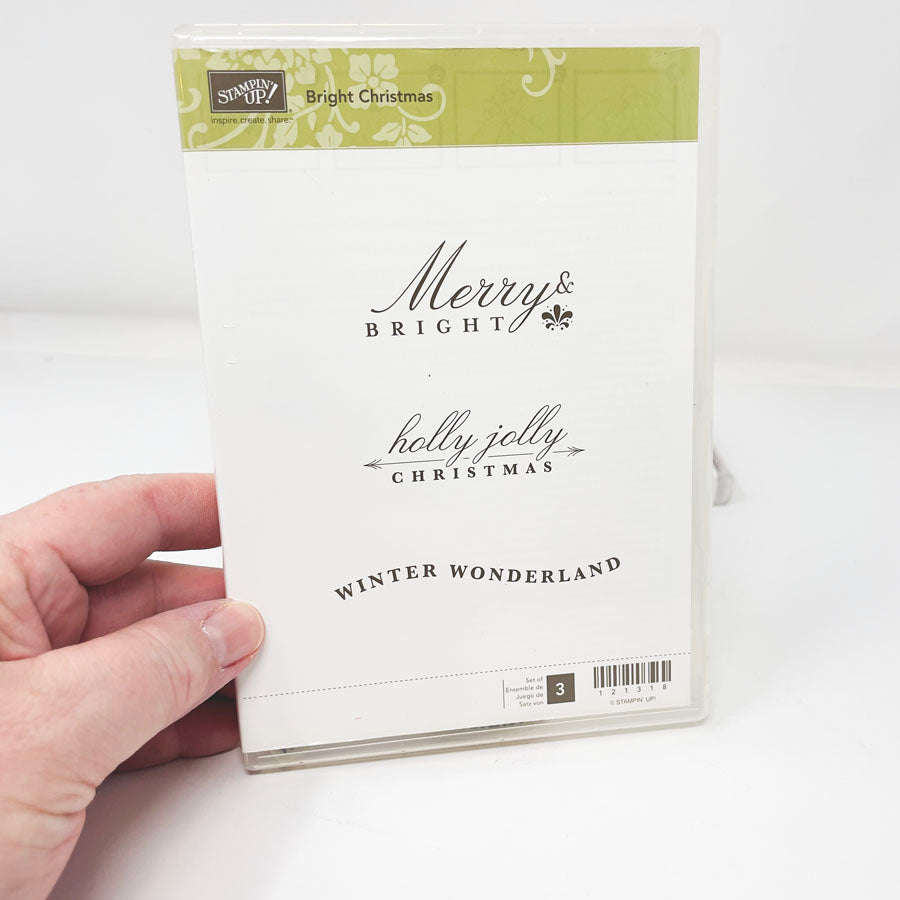 STAMPIN' UP!
inspire.create.share.™
Bright Christmas
Merry &
BRIGHT
holly jolly
CHRISTMAS
WINTER WONDERLAND
Set of
Ensemble de
Juego de
Satz von
3
121318
© STAMPIN' UP!